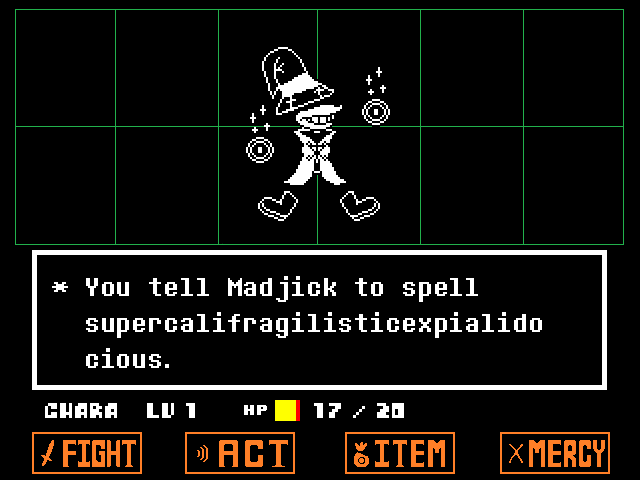 * You tell Madjick to spell
supercalifragilisticexpialido
cious.
CHARA LV 1 HP 17 / 20
FIGHT ACT ITEM MERCY